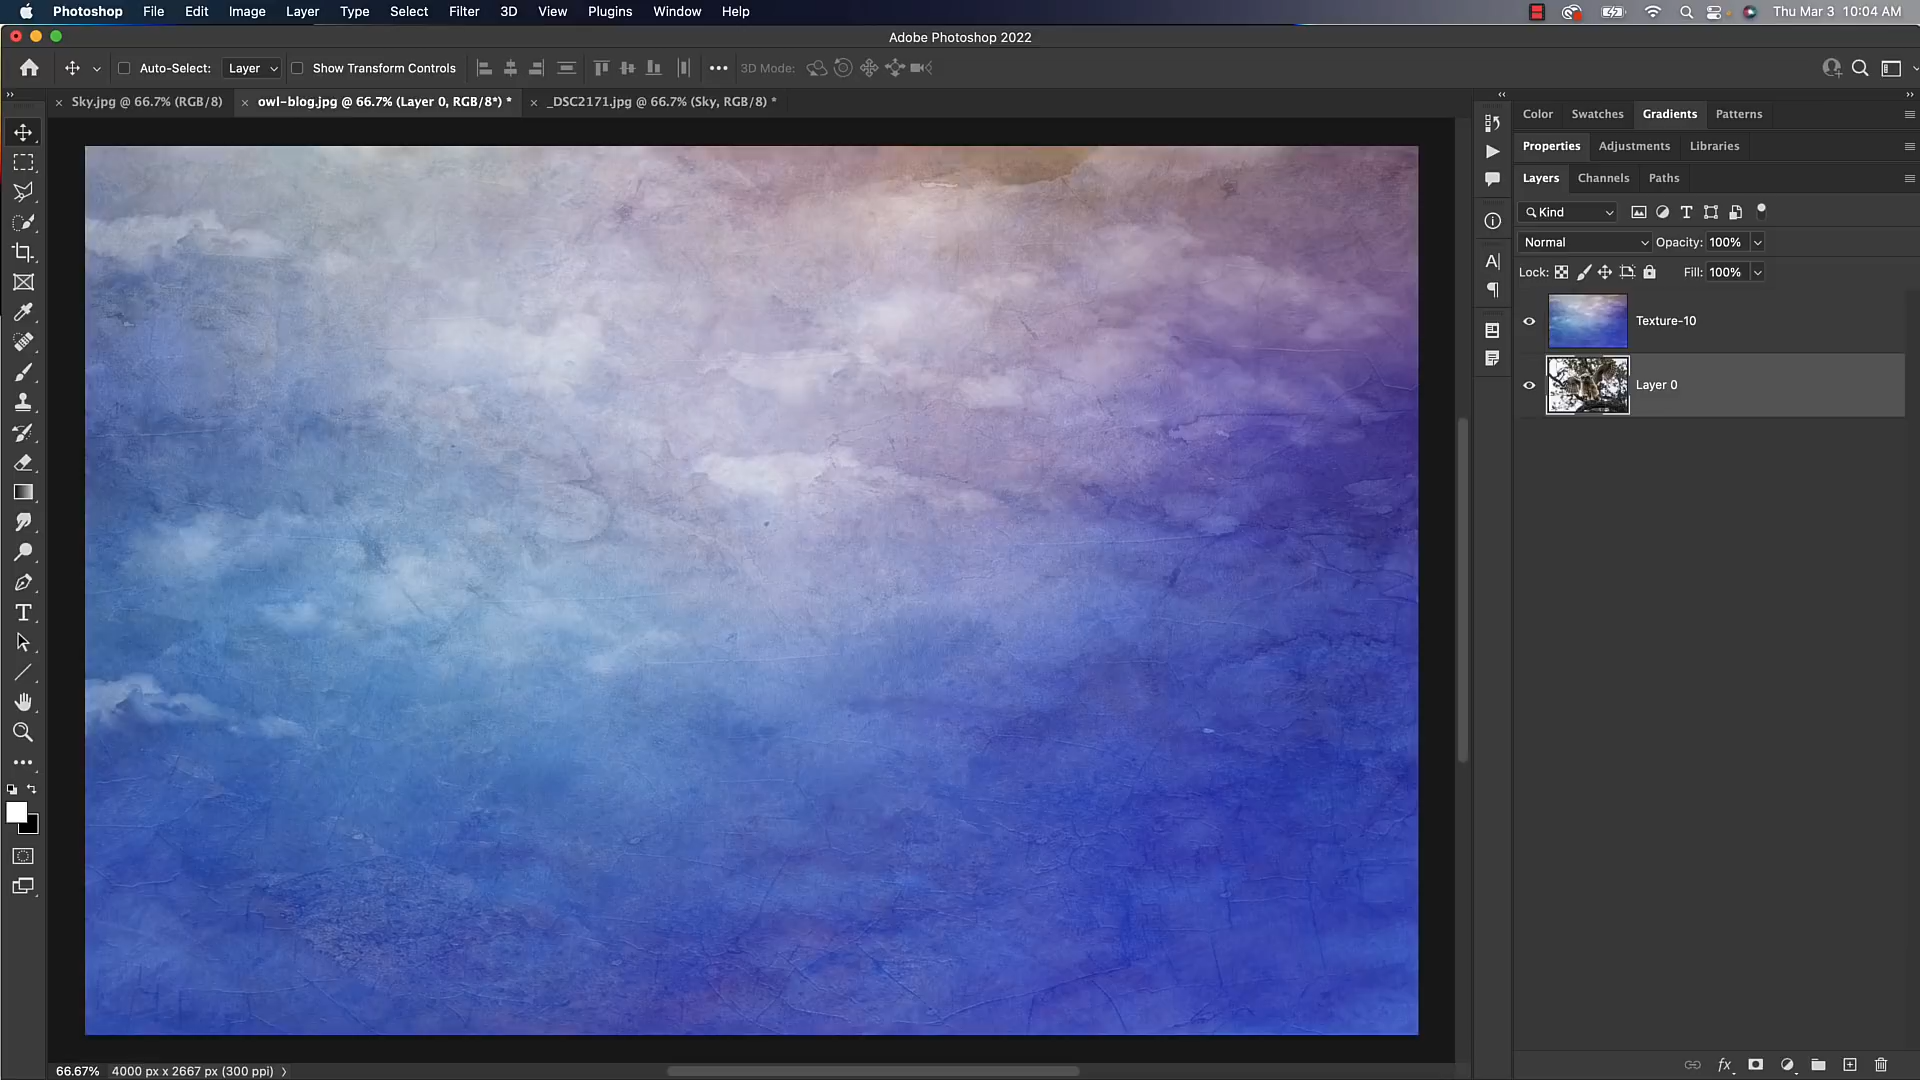 Photoshop File Edit Image Layer Type Select Filter 3D View Plugins Window Help Thu Mar 3 10:04 AM
Adobe Photoshop 2022
Auto-Select: Layer Show Transform Controls 3D Mode:
Sky.jpg @ 66.7% (RGB/8) owl-blog.jpg @ 66.7% (Layer 0, RGB/8*) * _DSC2171.jpg @ 66.7% (Sky, RGB/8) *
Color Swatches Gradients Patterns
Properties Adjustments Libraries
Layers Channels Paths
Kind
Normal Opacity: 100%
Lock: Fill: 100%
Texture-10
Layer 0
66.67% 4000 px x 2667 px (300 ppi)